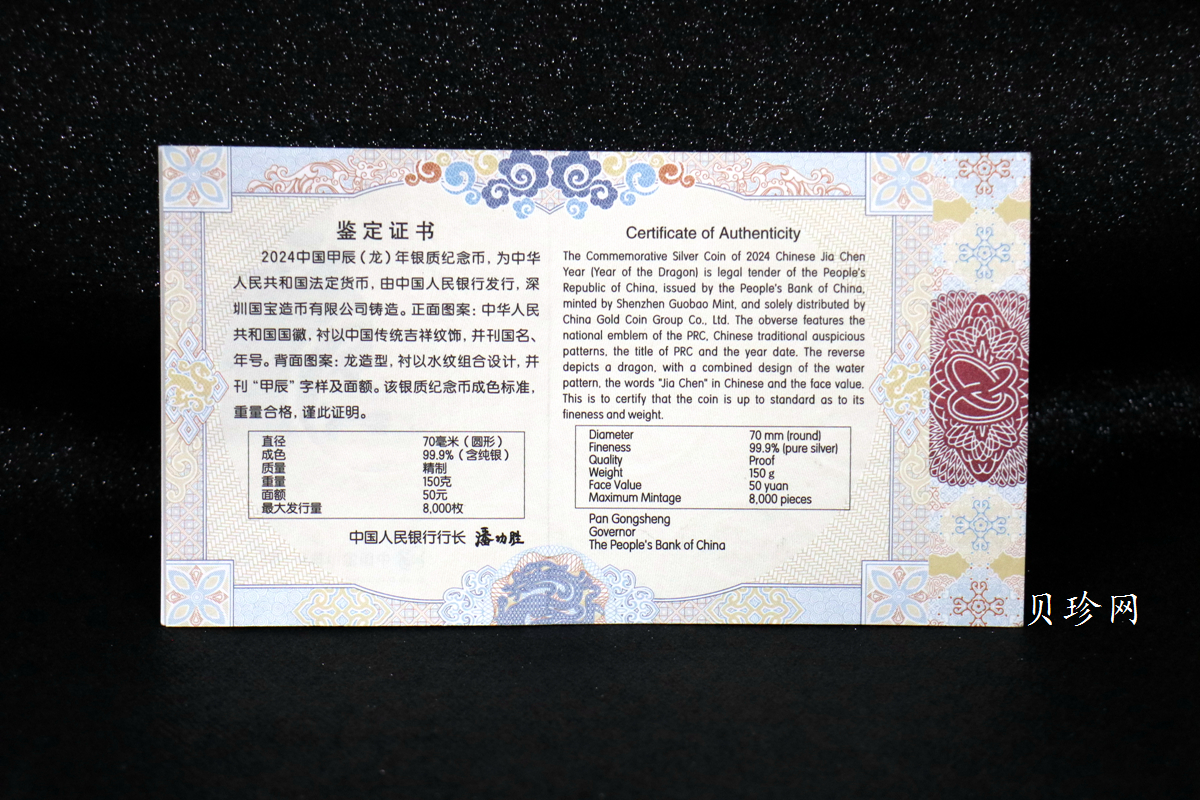 鉴定证书
2024中国甲辰（龙）年银质纪念币，为中华
人民共和国法定货币，由中国人民银行发行，深
圳国宝造币有限公司铸造。正面图案：中华人民
共和国国徽，衬以中国传统吉祥纹饰，并刊国名、
年号。背面图案：龙造型，衬以水纹组合设计，并
刊“甲辰”字样及面额。该银质纪念币成色标准，
重量合格，谨此证明。
直径 70毫米（圆形）
成色 99.9%（含纯银）
质量 精制
重量 150克
面额 50元
最大发行量 8,000枚
中国人民银行行长 潘功胜
Certificate of Authenticity
The Commemorative Silver Coin of 2024 Chinese Jia Chen
Year (Year of the Dragon) is legal tender of the People's
Republic of China, issued by the People's Bank of China,
minted by Shenzhen Guobao Mint, and solely distributed by
China Gold Coin Group Co., Ltd. The obverse features the
national emblem of the PRC, Chinese traditional auspicious
patterns, the title of PRC and the year date. The reverse
depicts a dragon, with a combined design of the water
pattern, the words "Jia Chen" in Chinese and the face value.
This is to certify that the coin is up to standard as to its
fineness and weight.
Diameter 70 mm (round)
Fineness 99.9% (pure silver)
Quality Proof
Weight 150 g
Face Value 50 yuan
Maximum Mintage 8,000 pieces
Pan Gongsheng
Governor
The People's Bank of China
贝珍网